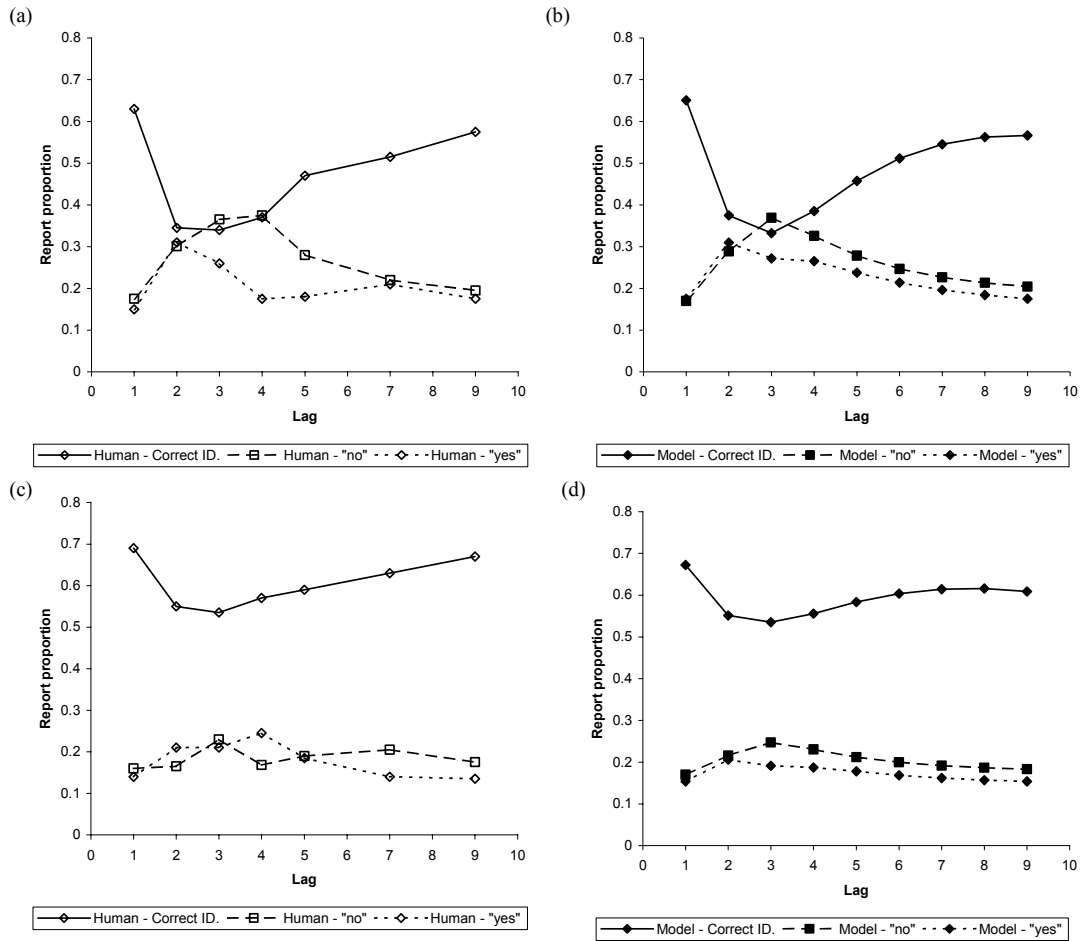 (a)
0.8
0.7
0.6
0.5
0.4
0.3
0.2
0.1
0
Report proportion
0 1 2 3 4 5 6 7 8 9 10
Lag
Human - Correct ID. Human - "no" Human - "yes"
(b)
0.8
0.7
0.6
0.5
0.4
0.3
0.2
0.1
0
Report proportion
0 1 2 3 4 5 6 7 8 9 10
Lag
Model - Correct ID. Model - "no" Model - "yes"
(c)
0.8
0.7
0.6
0.5
0.4
0.3
0.2
0.1
0
Report proportion
0 1 2 3 4 5 6 7 8 9 10
Lag
Human - Correct ID. Human - "no" Human - "yes"
(d)
0.8
0.7
0.6
0.5
0.4
0.3
0.2
0.1
0
Report proportion
0 1 2 3 4 5 6 7 8 9 10
Lag
Model - Correct ID. Model - "no" Model - "yes"